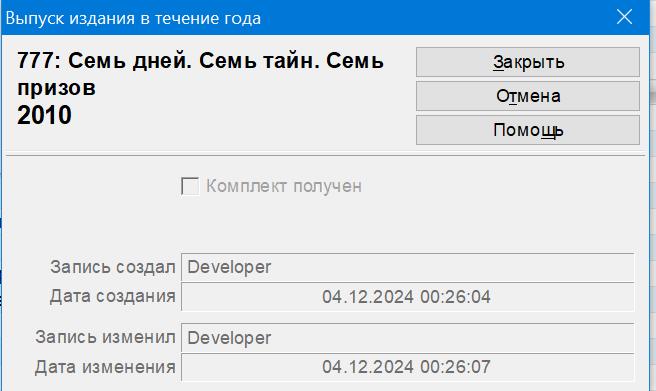 Выпуск издания в течение года
777: Семь дней. Семь тайн. Семь
призов
2010
Закрыть
Отмена
Помощь
Комплект получен
Запись создал Developer
Дата создания 04.12.2024 00:26:04
Запись изменил Developer
Дата изменения 04.12.2024 00:26:07